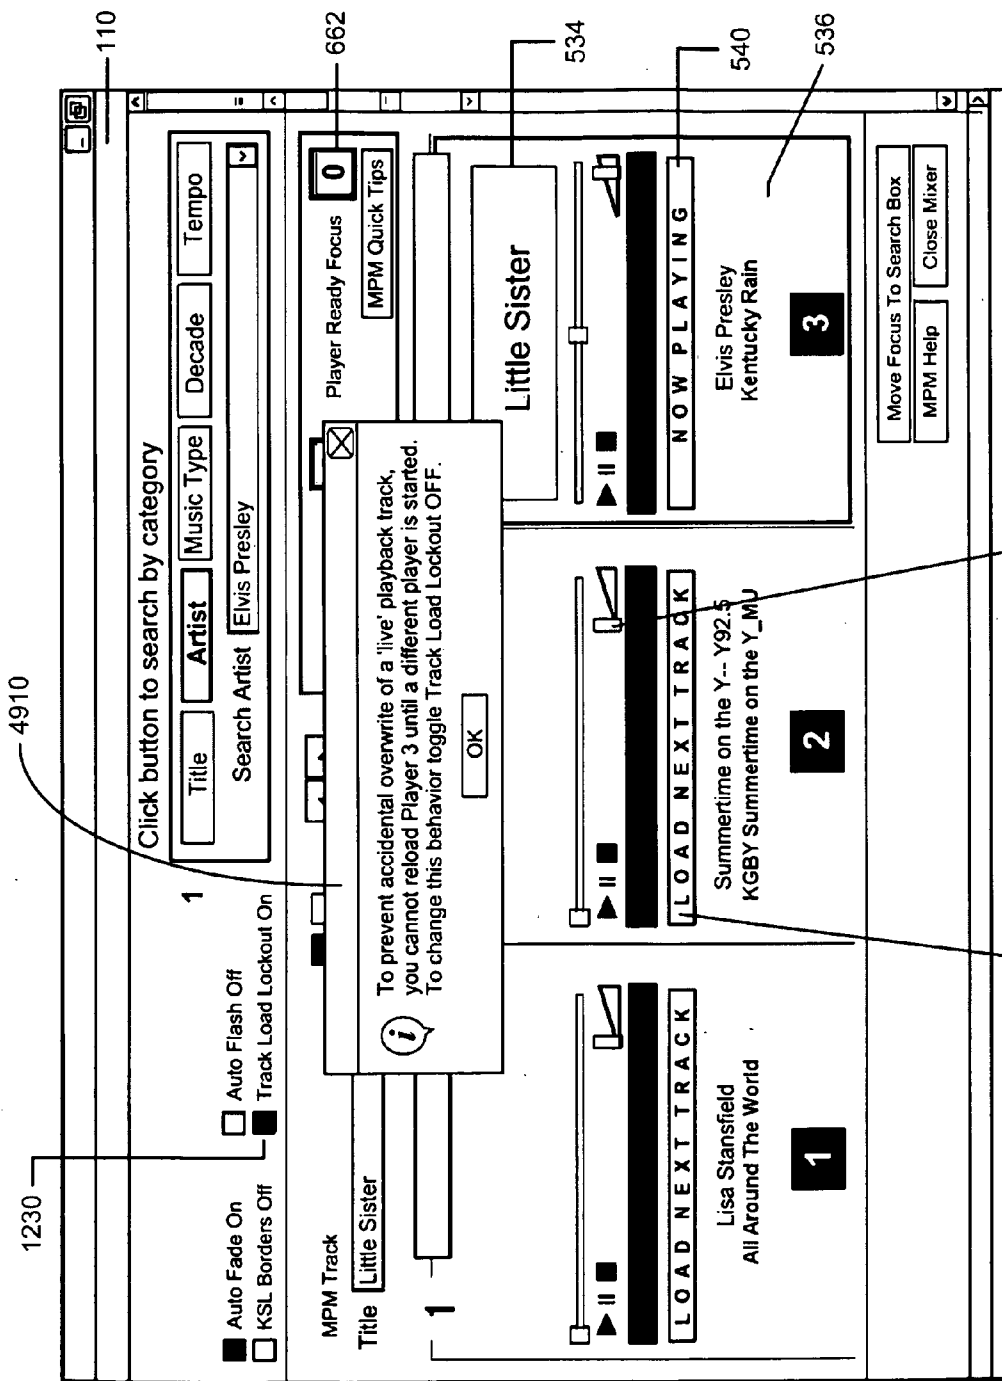 4910
1230
110
Auto Fade On
Auto Flash Off
KSL Borders Off
Track Load Lockout On
Click button to search by category
1
Title
Artist
Music Type
Decade
Tempo
Search Artist
Elvis Presley
MPM Track
Title
Little Sister
Player Ready Focus
0
662
MPM Quick Tips
1
To prevent accidental overwrite of a 'live' playback track,
you cannot reload Player 3 until a different player is started.
To change this behavior toggle Track Load Lockout OFF.
OK
Little Sister
534
LOAD NEXT TRACK
Lisa Stansfield
All Around The World
1
LOAD NEXT TRACK
Summertime on the Y-- Y92.5
KGBY Summertime on the Y_MU
2
NOW PLAYING
540
Elvis Presley
Kentucky Rain
3
536
Move Focus To Search Box
MPM Help
Close Mixer